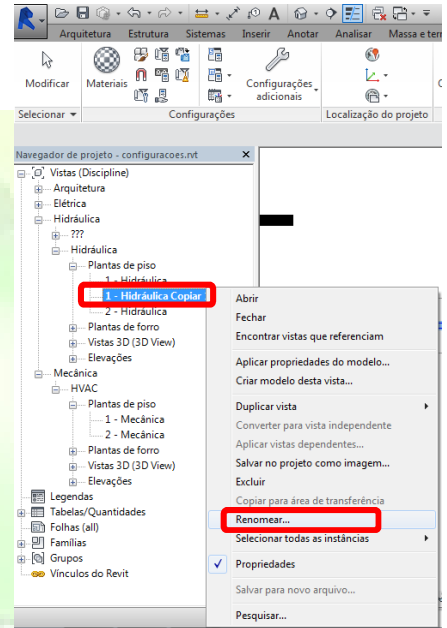 Arquitetura Estrutura Sistemas Inserir Anotar Analisar Massa e ter
Modificar
Materiais
Configurações adicionais
Selecionar
Configurações
Localização do projeto
Navegador de projeto - configuracoes.rvt
Vistas (Discipline)
Arquitetura
Elétrica
Hidráulica
???
Hidráulica
Plantas de piso
1 - Hidráulica
1 - Hidráulica Copiar
2 - Hidráulica
Plantas de forro
Vistas 3D (3D View)
Elevações
Mecânica
HVAC
Plantas de piso
1 - Mecânica
2 - Mecânica
Plantas de forro
Vistas 3D (3D View)
Elevações
Legendas
Tabelas/Quantidades
Folhas (all)
Famílias
Grupos
Vínculos do Revit
Abrir
Fechar
Encontrar vistas que referenciam
Aplicar propriedades do modelo...
Criar modelo desta vista...
Duplicar vista
Converter para vista independente
Aplicar vistas dependentes...
Salvar no projeto como imagem...
Excluir
Copiar para área de transferência
Renomear...
Selecionar todas as instâncias
Propriedades
Salvar para novo arquivo...
Pesquisar...